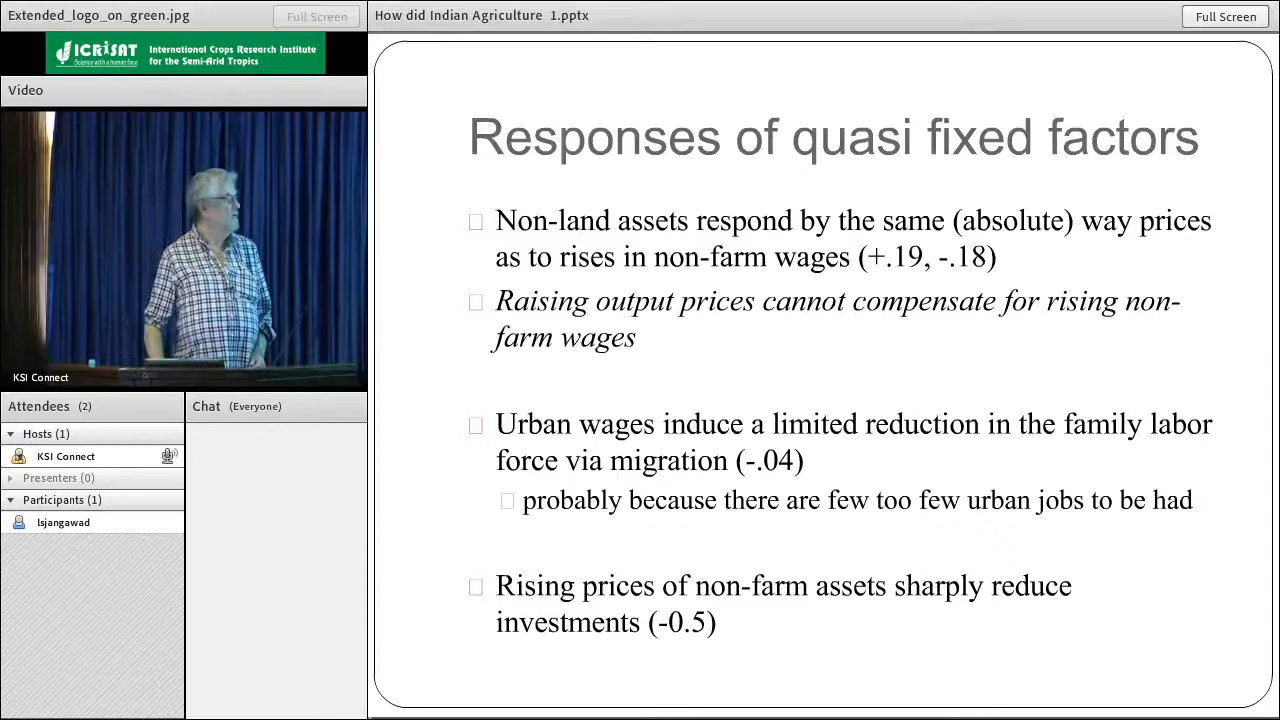 Extended_logo_on_green.jpg
Full Screen
How did Indian Agriculture 1.pptx
Full Screen
ICRISAT
Science with a human face
International Crops Research Institute
for the Semi-Arid Tropics
Video
KSI Connect
Attendees (2)
Hosts (1)
KSI Connect
Presenters (0)
Participants (1)
lsjangawad
Chat (Everyone)
Responses of quasi fixed factors
Non-land assets respond by the same (absolute) way prices
as to rises in non-farm wages (+.19, -.18)
Raising output prices cannot compensate for rising non-
farm wages
Urban wages induce a limited reduction in the family labor
force via migration (-.04)
probably because there are few too few urban jobs to be had
Rising prices of non-farm assets sharply reduce
investments (-0.5)